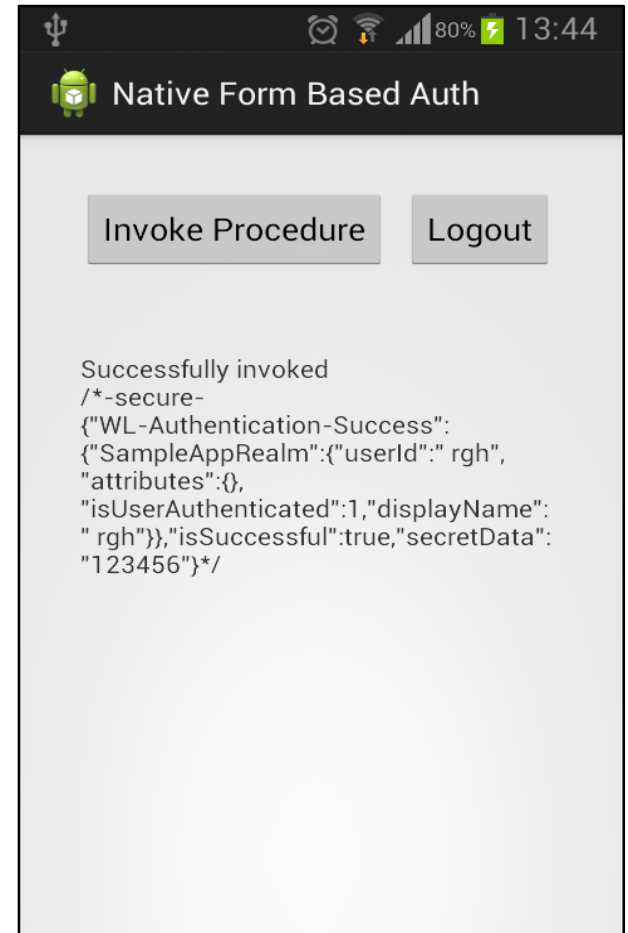 80% 13:44
Native Form Based Auth
Invoke Procedure Logout
Successfully invoked
/*-secure-
{"WL-Authentication-Success":
{"SampleAppRealm":{"userId":" rgh",
"attributes":{},
"isUserAuthenticated":1,"displayName":
" rgh"}},"isSuccessful":true,"secretData":
"123456"}*/